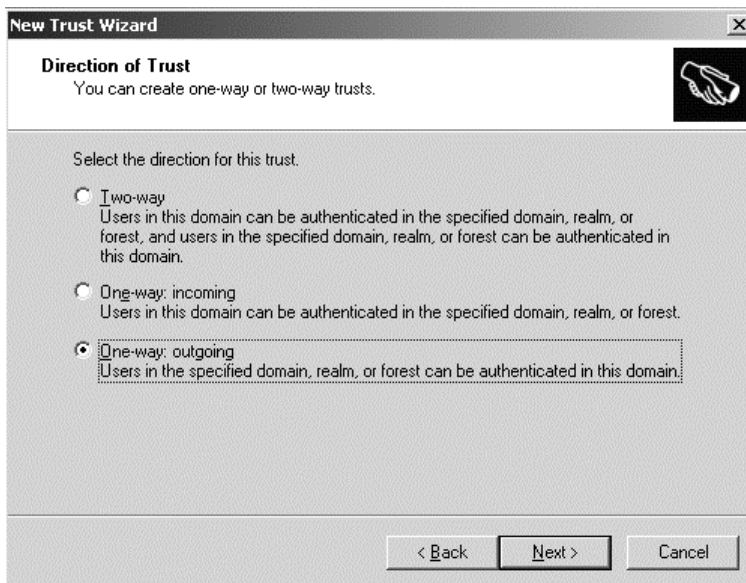 New Trust Wizard
Direction of Trust
You can create one-way or two-way trusts.
Select the direction for this trust.
Two-way
Users in this domain can be authenticated in the specified domain, realm, or
forest, and users in the specified domain, realm, or forest can be authenticated in
this domain.
One-way: incoming
Users in this domain can be authenticated in the specified domain, realm, or forest.
One-way: outgoing
Users in the specified domain, realm, or forest can be authenticated in this domain.
< Back
Next >
Cancel